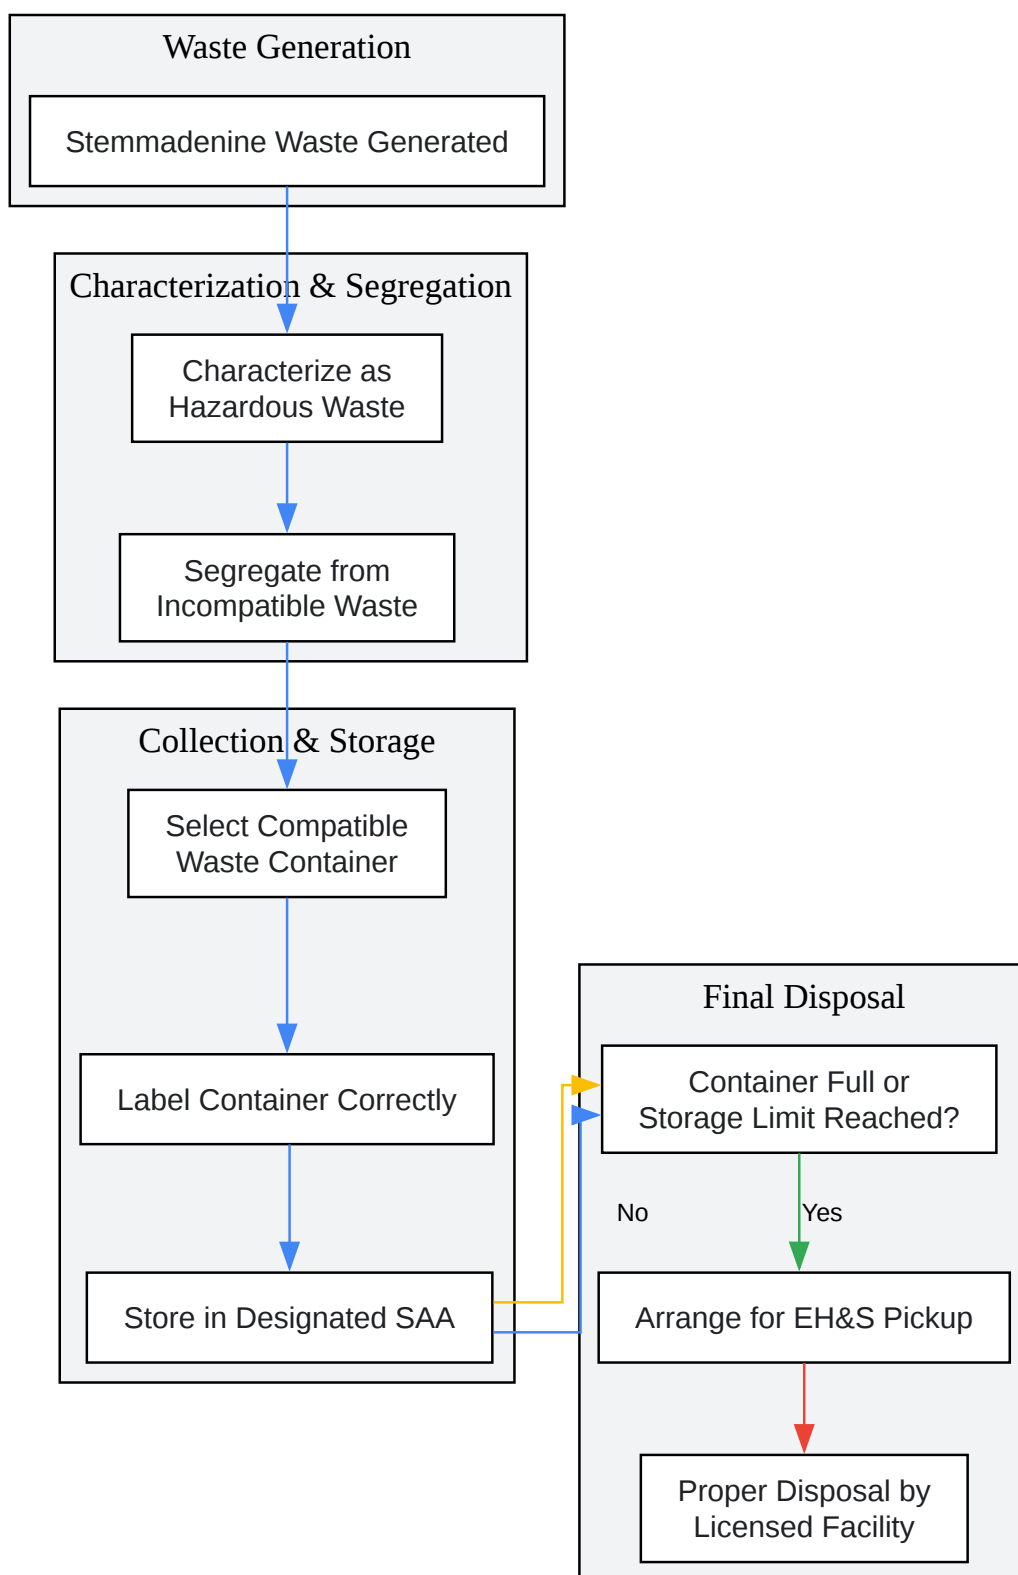 Waste Generation
Stemmadenine Waste Generated
Characterization & Segregation
Characterize as
Hazardous Waste
Segregate from
Incompatible Waste
Collection & Storage
Select Compatible
Waste Container
Label Container Correctly
Store in Designated SAA
Final Disposal
Container Full or
Storage Limit Reached?
No
Yes
Arrange for EH&S Pickup
Proper Disposal by
Licensed Facility